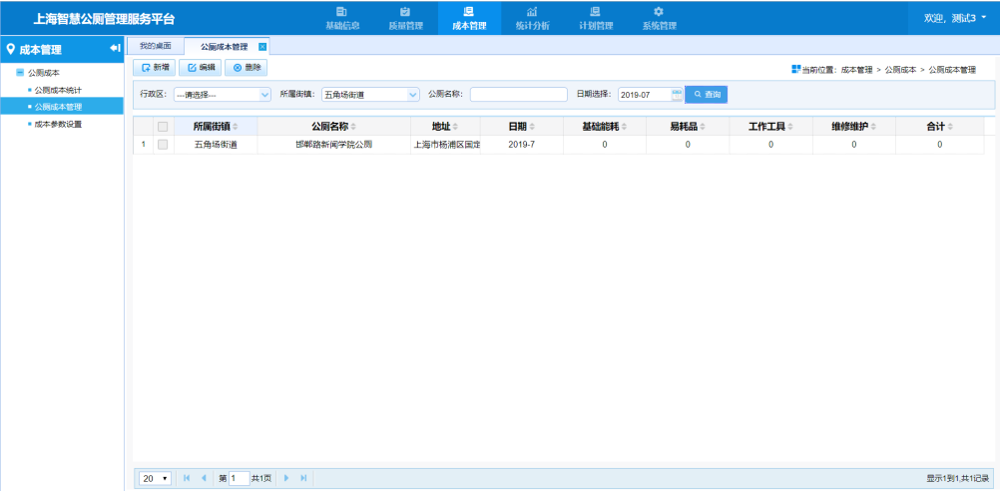 上海智慧公厕管理服务平台
基础信息 质量管理 成本管理 统计分析 计划管理 系统管理
欢迎, 测试3
成本管理
我的桌面 公厕成本管理
公厕成本
公厕成本统计
公厕成本管理
成本参数设置
新增 编辑 删除
当前位置: 成本管理 > 公厕成本 > 公厕成本管理
行政区: ---请选择--- 所属街镇: 五角场街道 公厕名称: 日期选择: 2019-07 查询
所属街镇 公厕名称 地址 日期 基础能耗 易耗品 工作工具 维修维护 合计
1 五角场街道 邯郸路新闻学院公厕 上海市杨浦区国定 2019-7 0 0 0 0 0
20 第 1 共1页 显示1到1,共1记录